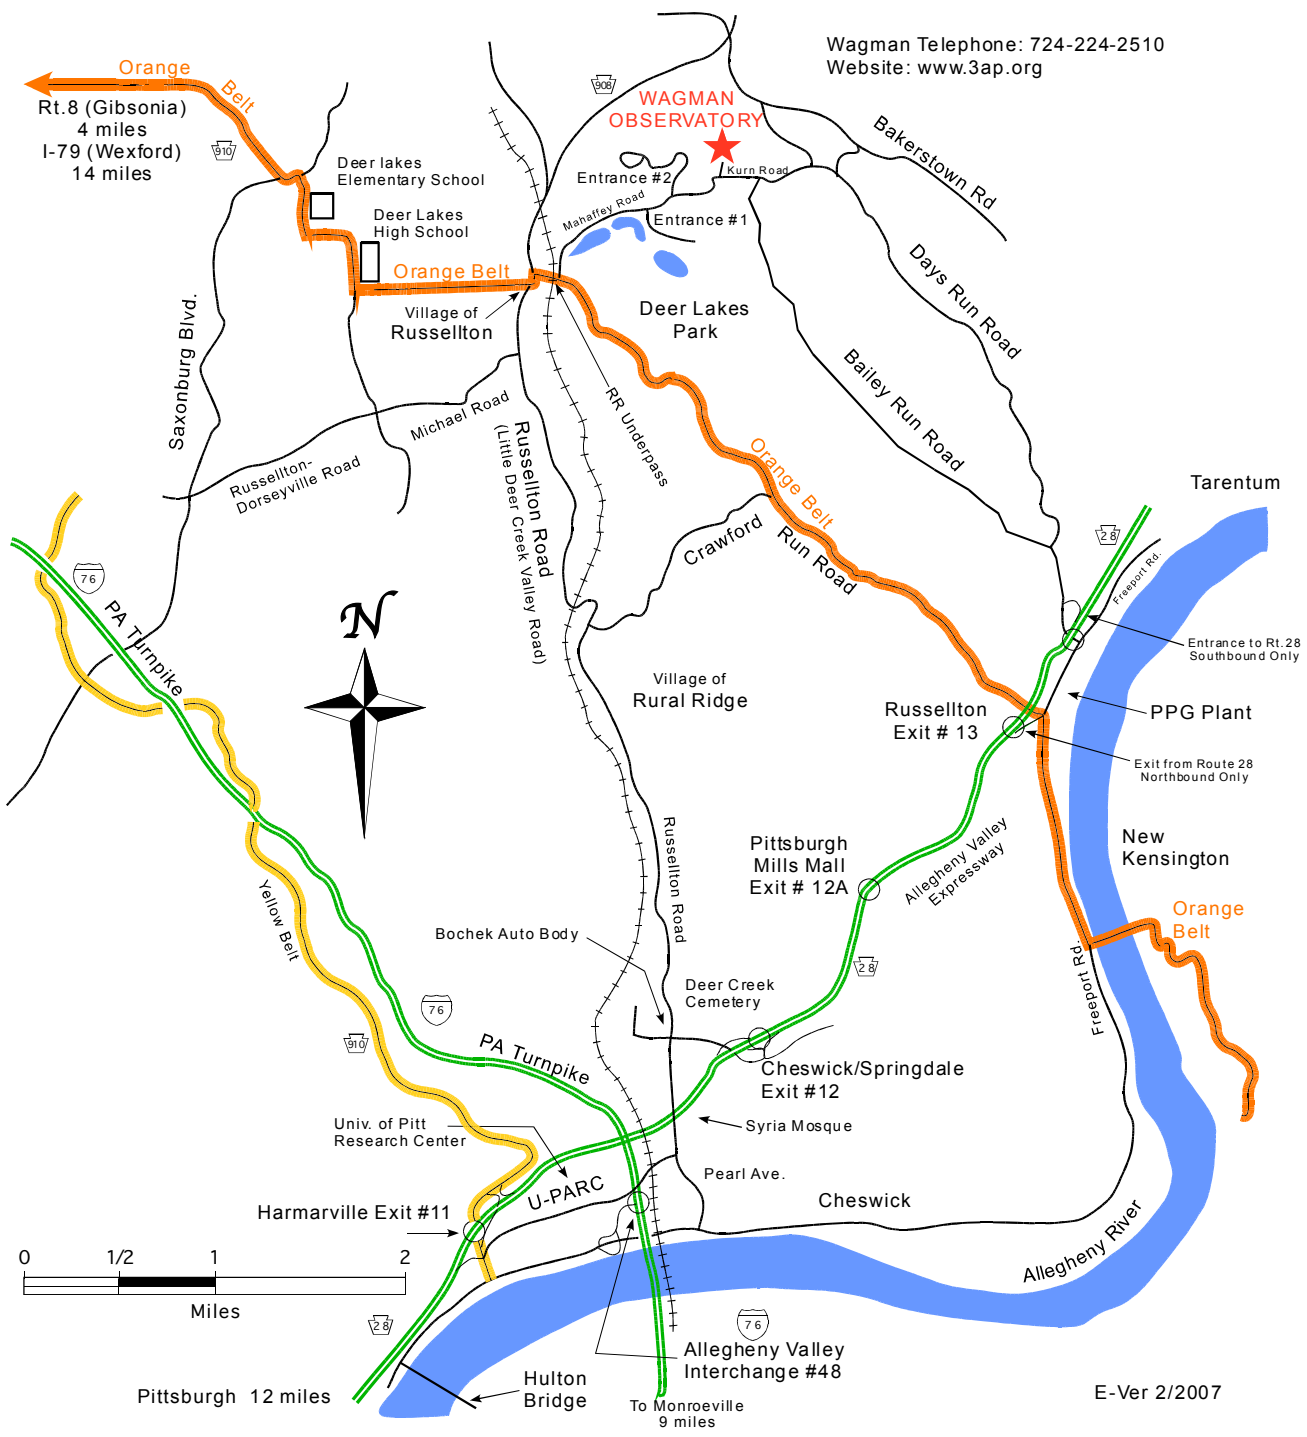 Wagman Telephone: 724-224-2510
Website: www.3ap.org
Orange
Belt
Rt.8 (Gibsonia)
4 miles
I-79 (Wexford)
14 miles
910
908
WAGMAN
OBSERVATORY
Deer lakes
Elementary School
Deer Lakes
High School
Entrance #2
Kurn Road
Mahaffey Road
Entrance #1
Bakerstown Rd
Days Run Road
Bailey Run Road
Orange Belt
Village of
Russellton
Deer Lakes
Park
RR Underpass
Saxonburg Blvd.
Michael Road
Russellton-
Dorseyville Road
Russellton Road
(Little Deer Creek Valley Road)
Orange Belt
Crawford
Run Road
Tarentum
28
Freeport Rd.
Entrance to Rt.28
Southbound Only
76
PA Turnpike
N
Village of
Rural Ridge
Russellton
Exit # 13
PPG Plant
Exit from Route 28
Northbound Only
Pittsburgh
Mills Mall
Exit # 12A
Allegheny Valley
Expressway
New
Kensington
Orange
Belt
Yellow Belt
Russellton Road
Bochek Auto Body
28
Deer Creek
Cemetery
Freeport Rd.
76
910
PA Turnpike
Cheswick/Springdale
Exit #12
Univ. of Pitt
Research Center
Syria Mosque
U-PARC
Pearl Ave.
Cheswick
Harmarville Exit #11
Allegheny River
0 1/2 1 2
Miles
28
76
Allegheny Valley
Interchange #48
Hulton
Bridge
Pittsburgh 12 miles
To Monroeville
9 miles
E-Ver 2/2007